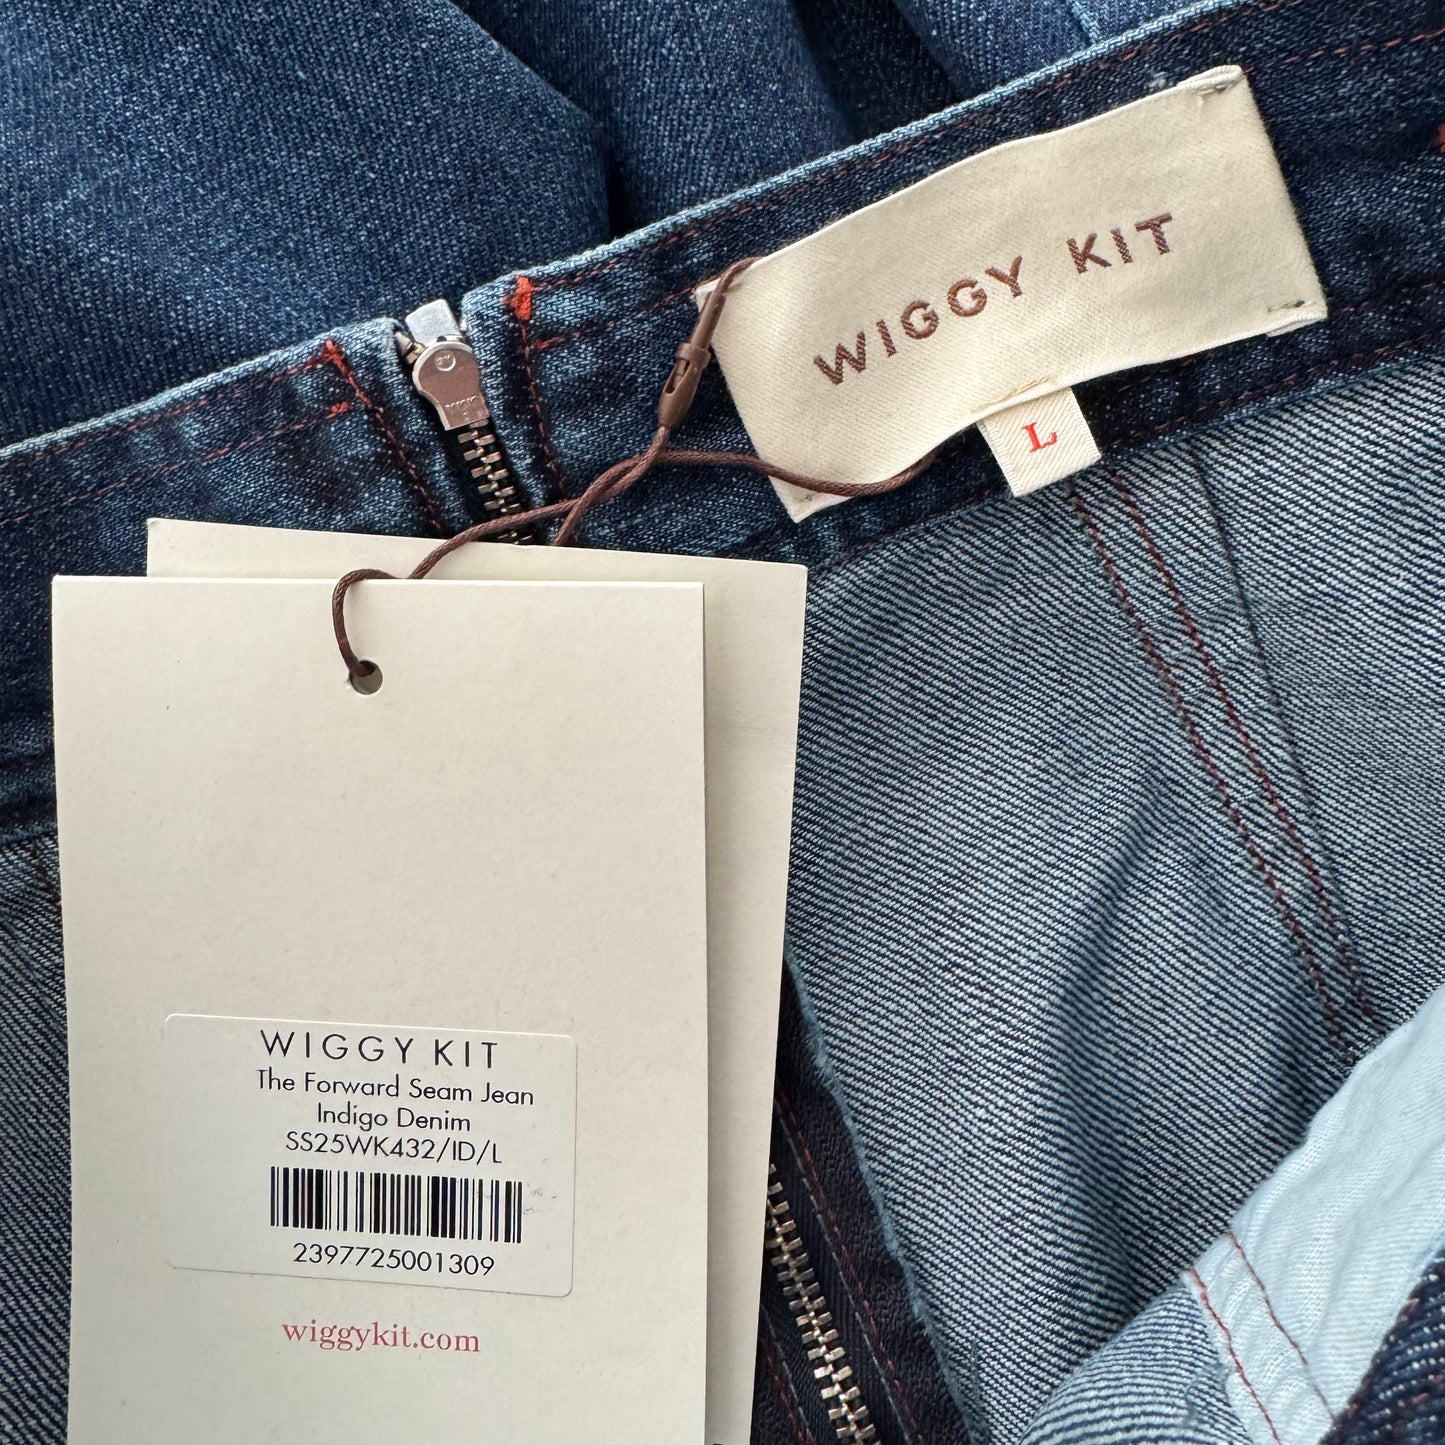 WIGGY KIT
L
WIGGY KIT
The Forward Seam Jean
Indigo Denim
SS25WK432/ID/L
2397725001309
wiggykit.com